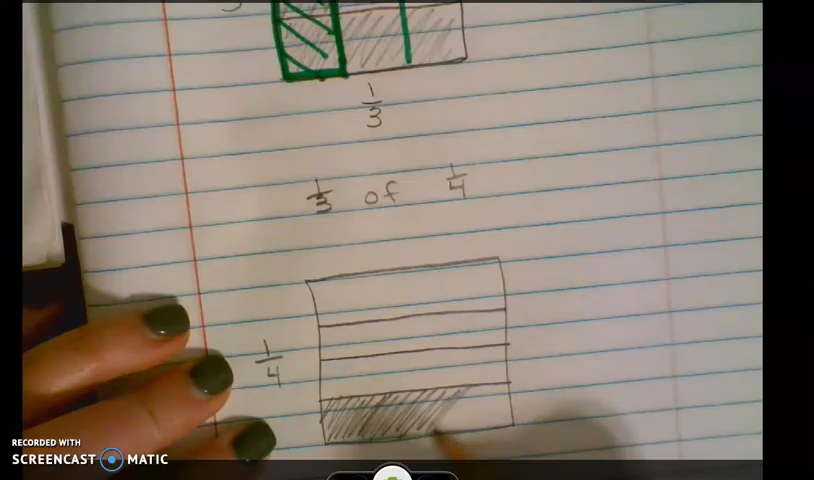 1/3
1/3 of 1/4
1/4
RECORDED WITH
SCREENCAST MATIC